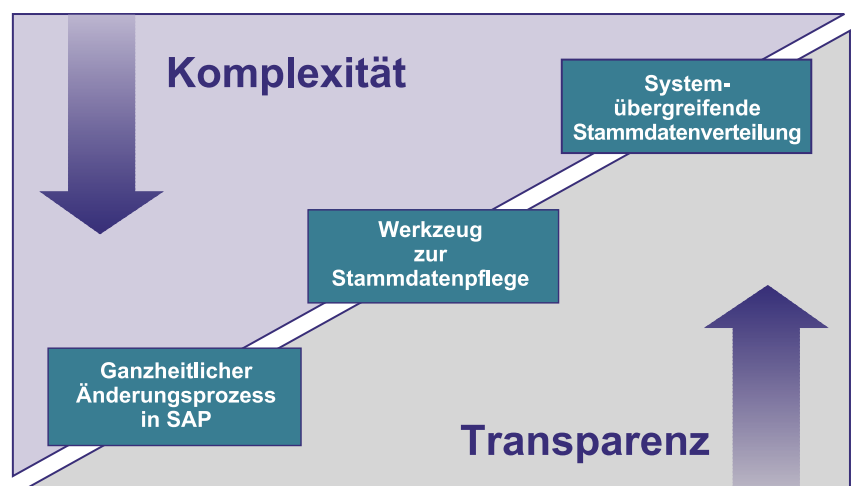 Komplexität
System-
übergreifende
Stammdatenverteilung
Werkzeug
zur
Stammdatenpflege
Ganzheitlicher
Änderungsprozess
in SAP
Transparenz